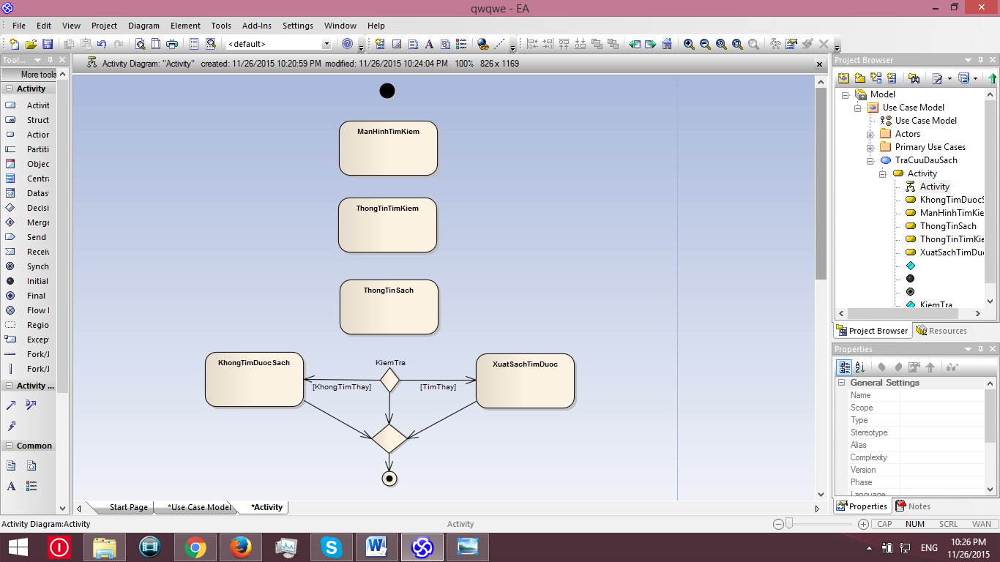 qwqwe - EA
File Edit View Project Diagram Element Tools Add-Ins Settings Window Help
<default>
Tool...
More tools
Activity
Activit
Struct
Action
Partiti
Objec
Centra
Datas
Decisi
Merge
Send
Receiv
Synch
Initial
Final
Flow I
Regio
Excep
Fork/J
Fork/J
Activity ...
Common
Activity Diagram: "Activity" created: 11/26/2015 10:20:59 PM modified: 11/26/2015 10:24:04 PM 100% 826 x 1169
ManHinhTimKiem
ThongTinTimKiem
ThongTinSach
KhongTimDuocSach
KiemTra
XuatSachTimDuoc
[KhongTimThay]
[TimThay]
Start Page
*Use Case Model
*Activity
Project Browser
Model
Use Case Model
Use Case Model
Actors
Primary Use Cases
TraCuuDauSach
Activity
Activity
KhongTimDuocS
ManHinhTimKie
ThongTinSach
ThongTinTimKie
XuatSachTimDuo
KiemTra
Project Browser
Resources
Properties
General Settings
Name
Scope
Type
Stereotype
Alias
Complexity
Version
Phase
Language
Properties
Notes
Activity Diagram:Activity
Activity
CAP NUM SCRL WAN
ENG
10:26 PM
11/26/2015